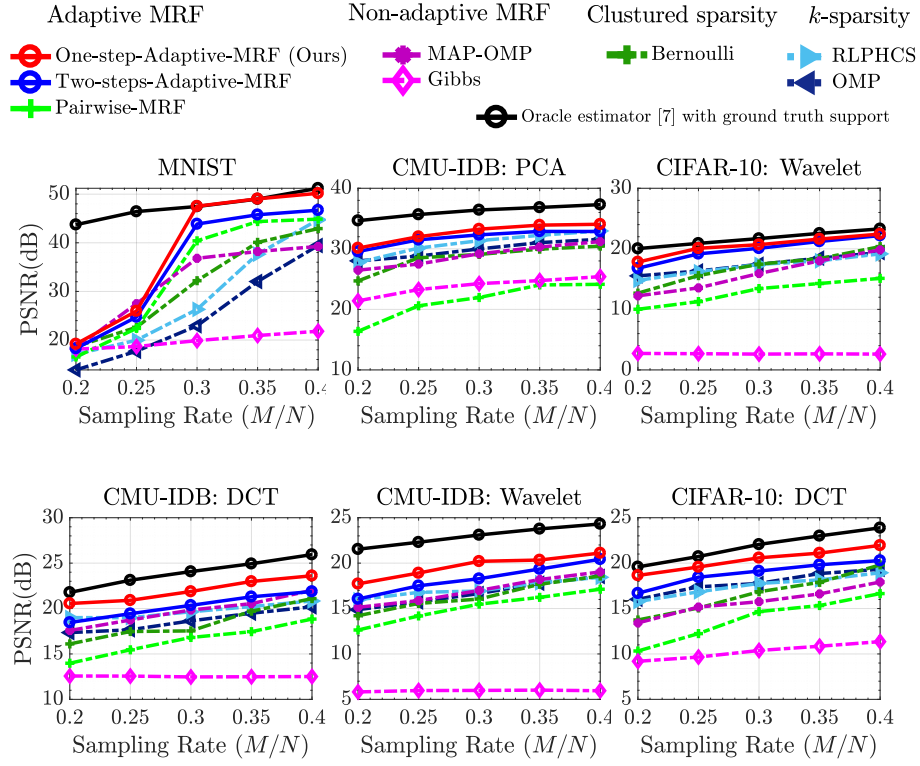 Adaptive MRF Non-adaptive MRF Clustured sparsity k-sparsity
One-step-Adaptive-MRF (Ours) MAP-OMP Bernoulli RLPHCS
Two-steps-Adaptive-MRF Gibbs OMP
Pairwise-MRF Oracle estimator [7] with ground truth support
MNIST CMU-IDB: PCA CIFAR-10: Wavelet
PSNR(dB)
50
40
30
20
0.2 0.25 0.3 0.35 0.4
Sampling Rate (M/N)
40
30
20
10
0.2 0.25 0.3 0.35 0.4
Sampling Rate (M/N)
30
20
10
0
0.2 0.25 0.3 0.35 0.4
Sampling Rate (M/N)
CMU-IDB: DCT CMU-IDB: Wavelet CIFAR-10: DCT
PSNR(dB)
30
25
20
15
10
0.2 0.25 0.3 0.35 0.4
Sampling Rate (M/N)
25
20
15
10
5
0.2 0.25 0.3 0.35 0.4
Sampling Rate (M/N)
25
20
15
10
5
0.2 0.25 0.3 0.35 0.4
Sampling Rate (M/N)